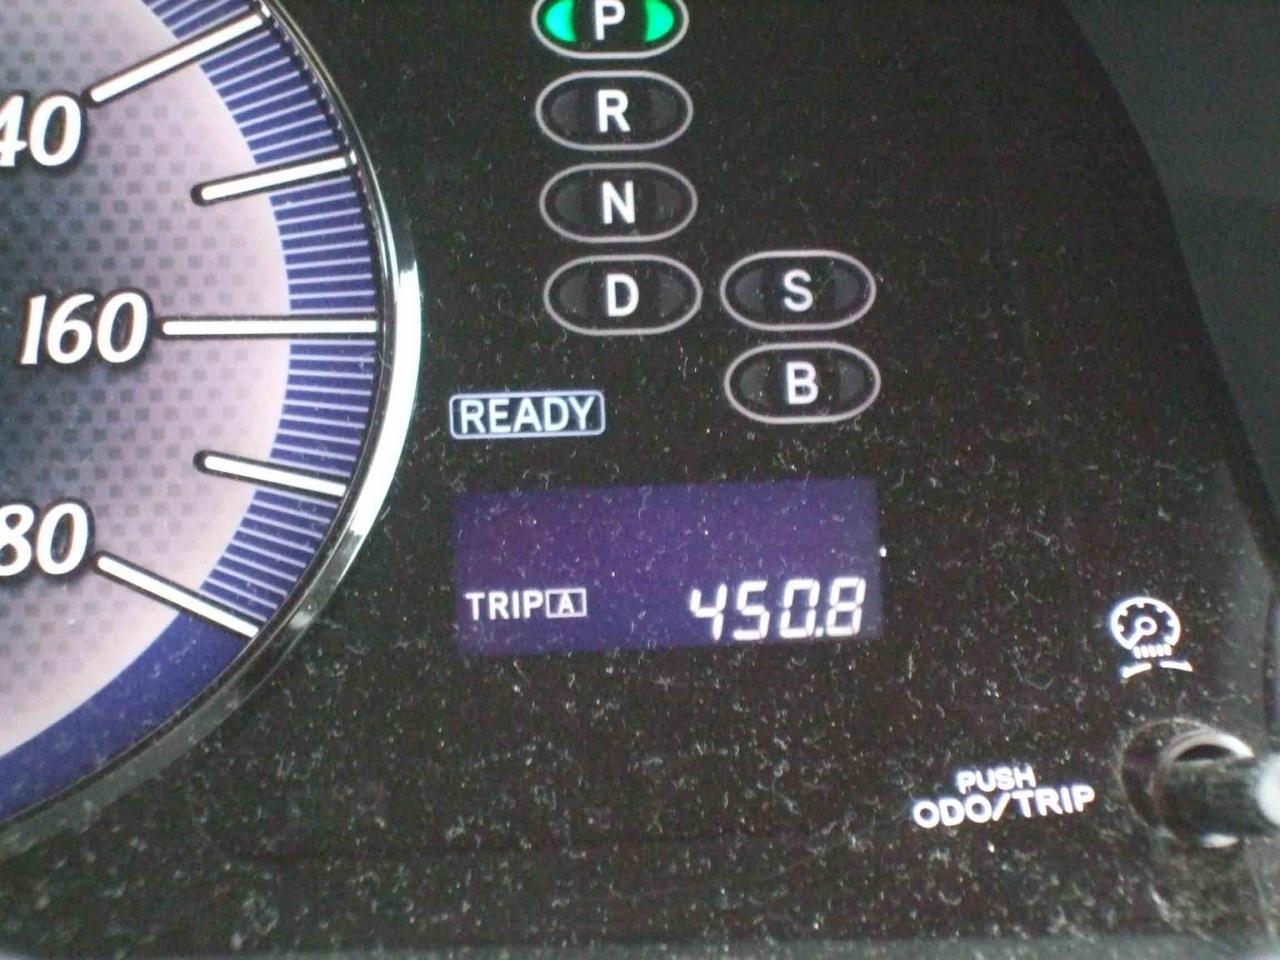 P
R
N
D S
B
40
160
80
READY
TRIP A 450.8
PUSH
ODO/TRIP